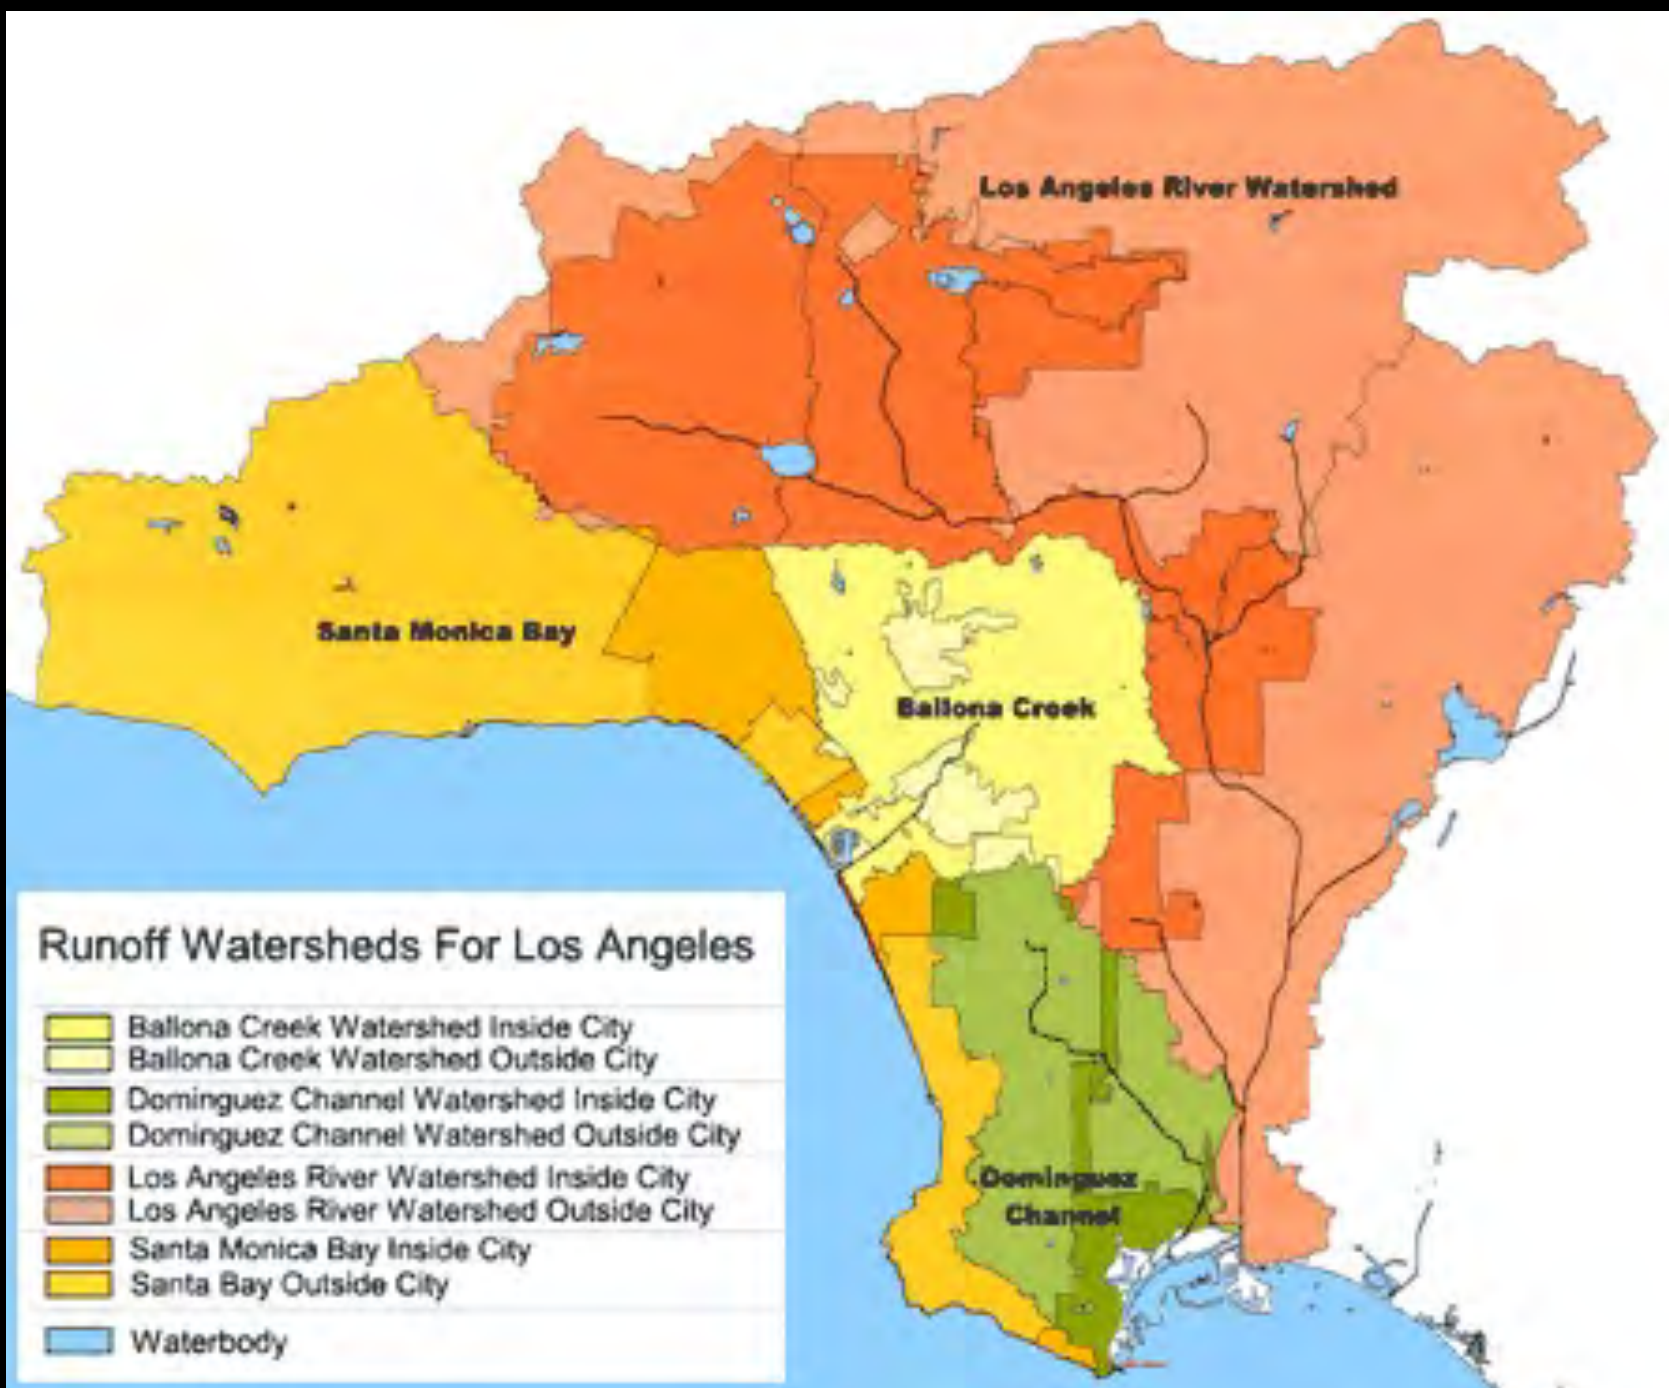 Los Angeles River Watershed
Santa Monica Bay
Ballona Creek
Dominguez
Channel
Runoff Watersheds For Los Angeles
Ballona Creek Watershed Inside City
Ballona Creek Watershed Outside City
Dominguez Channel Watershed Inside City
Dominguez Channel Watershed Outside City
Los Angeles River Watershed Inside City
Los Angeles River Watershed Outside City
Santa Monica Bay Inside City
Santa Bay Outside City
Waterbody